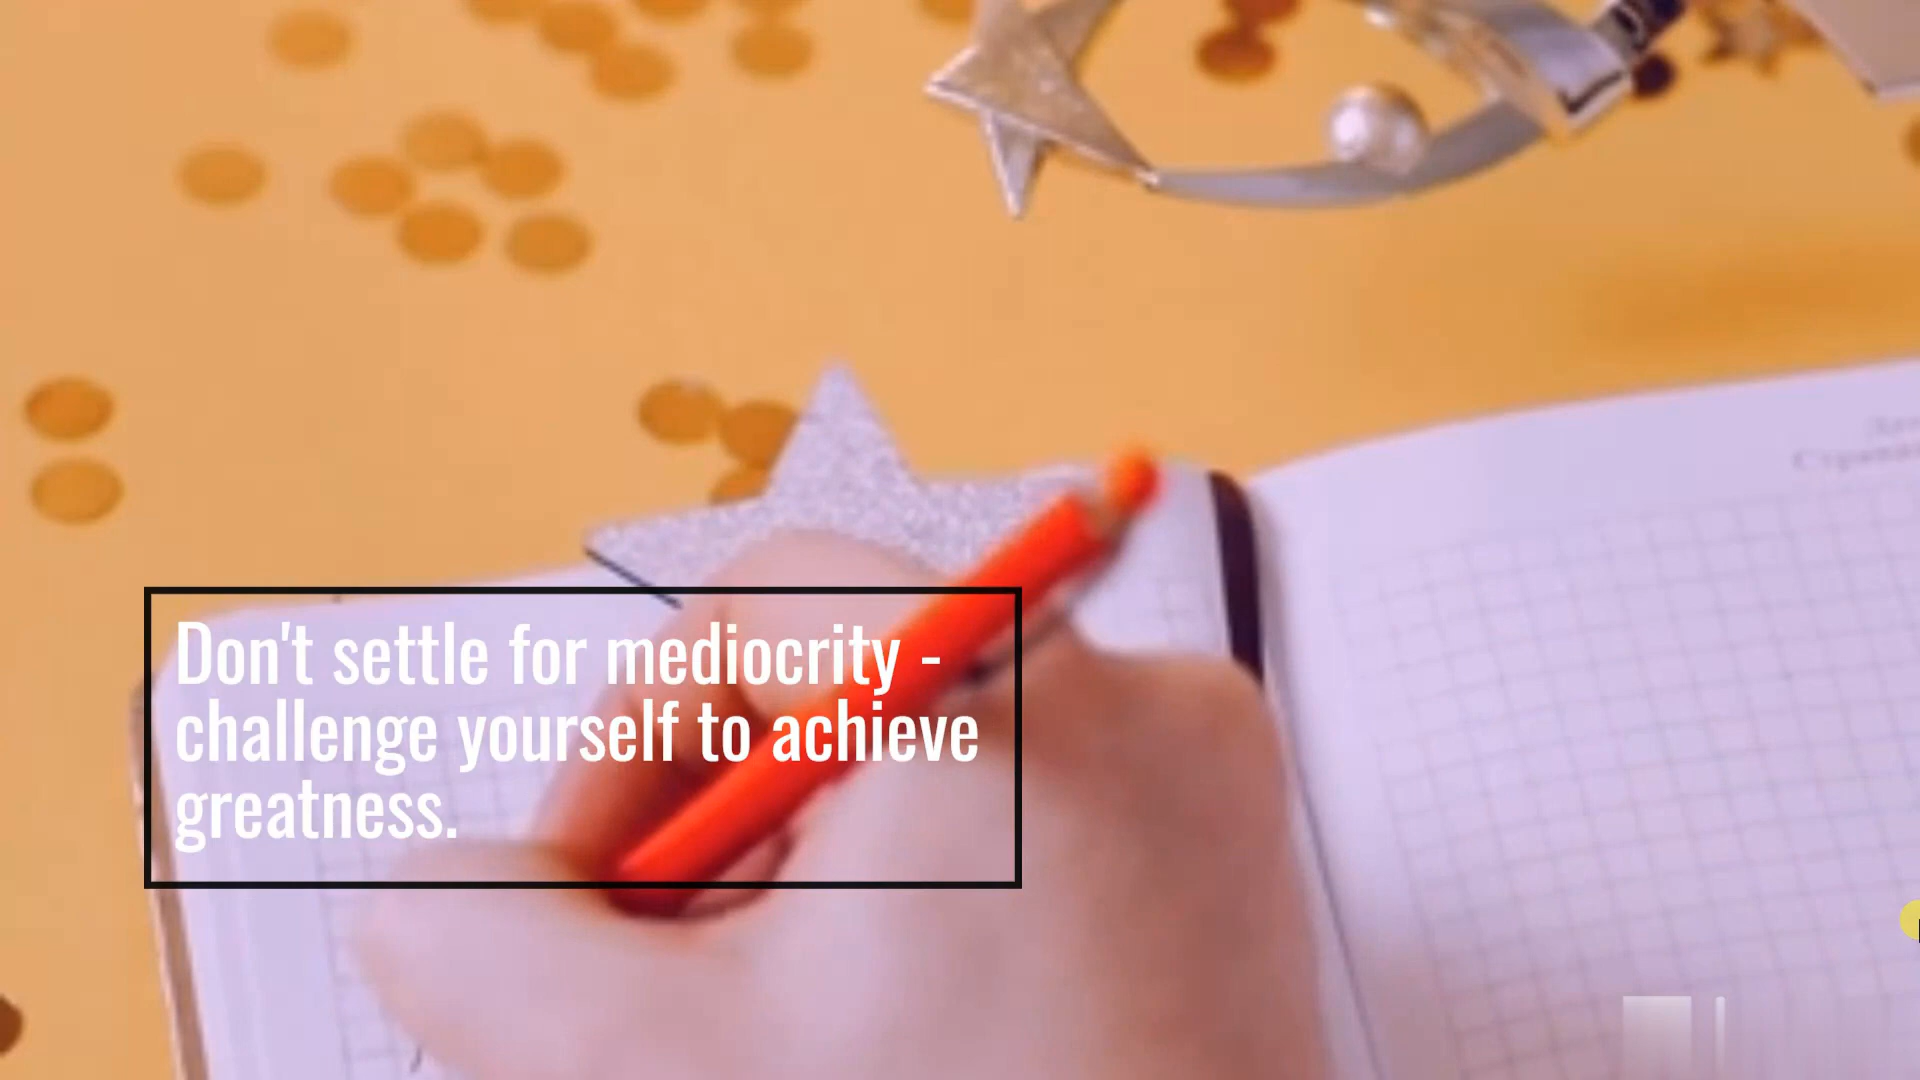 Don't settle for mediocrity -
challenge yourself to achieve
greatness.